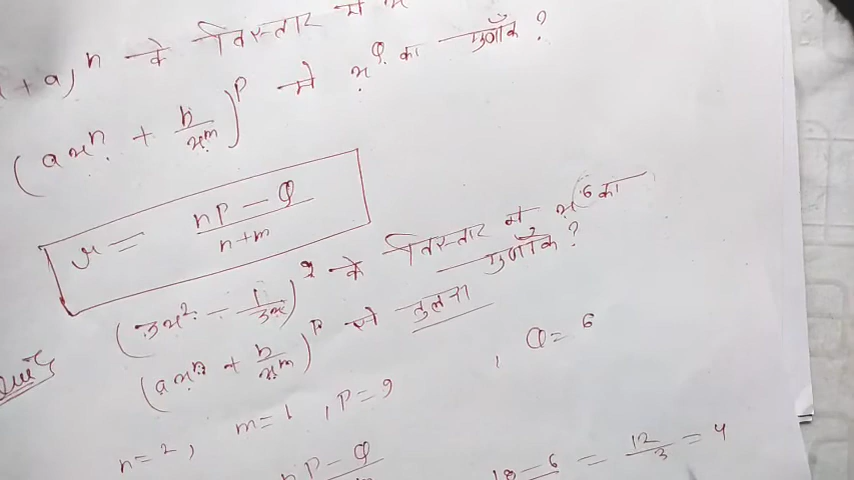 + a)ⁿ के विस्तार में
(axⁿ + b/xᵐ)ᵖ में x^Q का गुणाँक ?
r = (np - Q)/(n+m)
(3x² - 1/3x)⁹ के विस्तार में x⁶ का गुणाँक ?
(axⁿ + b/xᵐ)ᵖ से तुलना
n = 2, m = 1, p = 9, Q = 6
np - Q
18 - 6 = 12/3 = 4